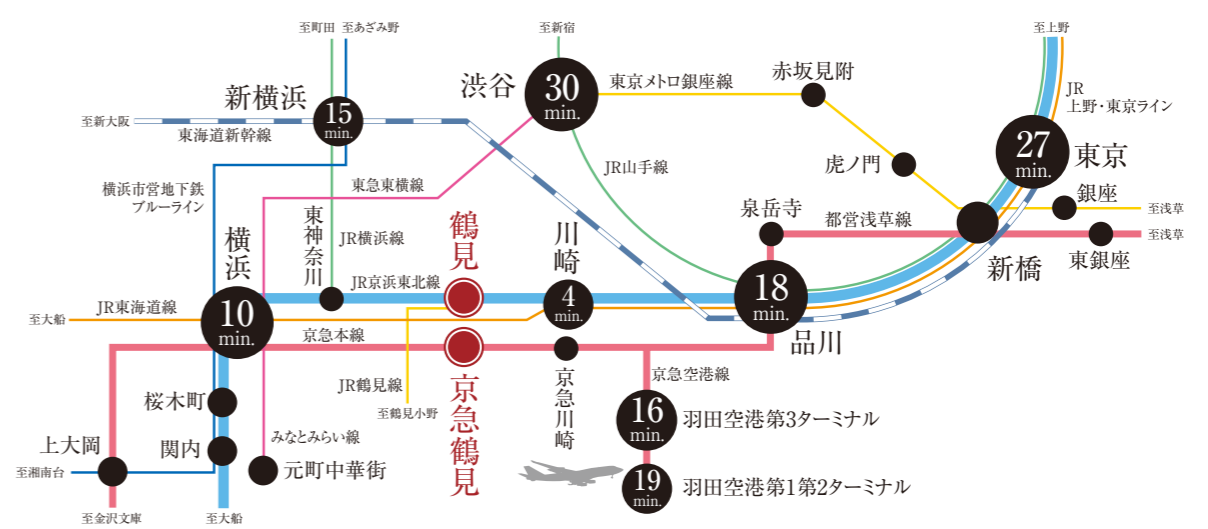 至町田
至あざみ野
至新宿
至上野
渋谷
30
min.
東京メトロ銀座線
赤坂見附
JR
上野・東京ライン
新横浜
15
min.
至新大阪
東海道新幹線
27
min.
東京
虎ノ門
JR山手線
横浜市営地下鉄
ブルーライン
東急東横線
銀座
至浅草
泉岳寺
都営浅草線
至浅草
東銀座
新橋
東神奈川
JR横浜線
鶴見
川崎
横浜
JR京浜東北線
JR東海道線
至大船
10
min.
4
min.
18
min.
品川
京急本線
京急空港線
JR鶴見線
至鶴見小野
京急鶴見
京急川崎
桜木町
16
min.
羽田空港第3ターミナル
上大岡
関内
みなとみらい線
元町中華街
至湘南台
19
min.
羽田空港第1第2ターミナル
至金沢文庫
至大船